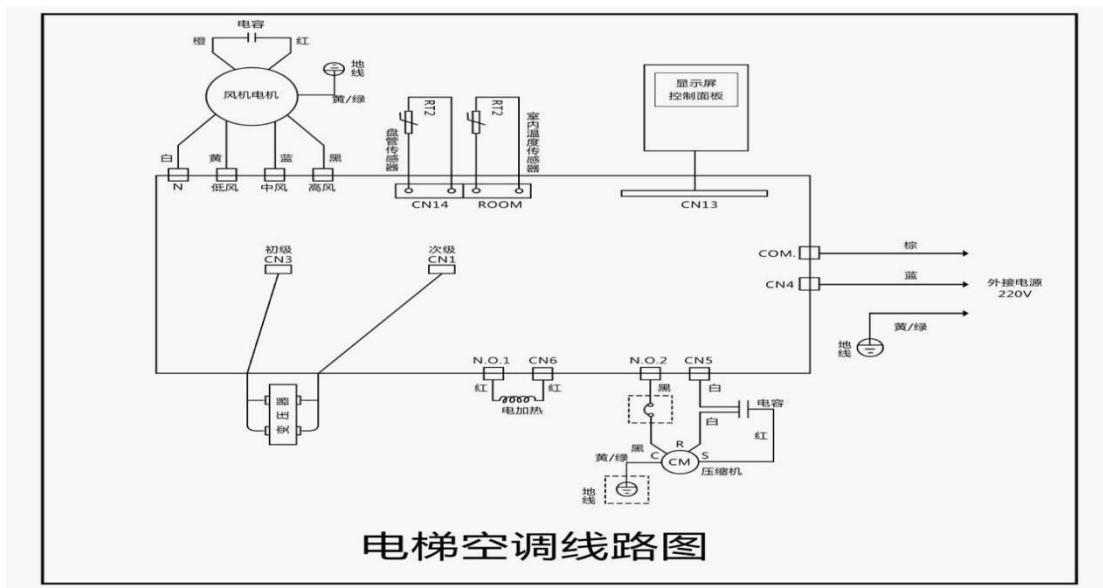 电容
橙
红
地线
风机电机
黄/绿
白
黄
蓝
黑
N
低风
中风
高风
盘管传感器
RT2
RT2
室内温度传感器
CN14
ROOM
显示屏
控制面板
CN13
初级
CN3
次级
CN1
COM.
棕
CN4
蓝
外接电源
220V
黄/绿
地线
变压器
N.O.1
CN6
红
红
电加热
N.O.2
CN5
黑
白
电容
白
红
黑
R
C
S
CM
黄/绿
压缩机
地线
电梯空调线路图